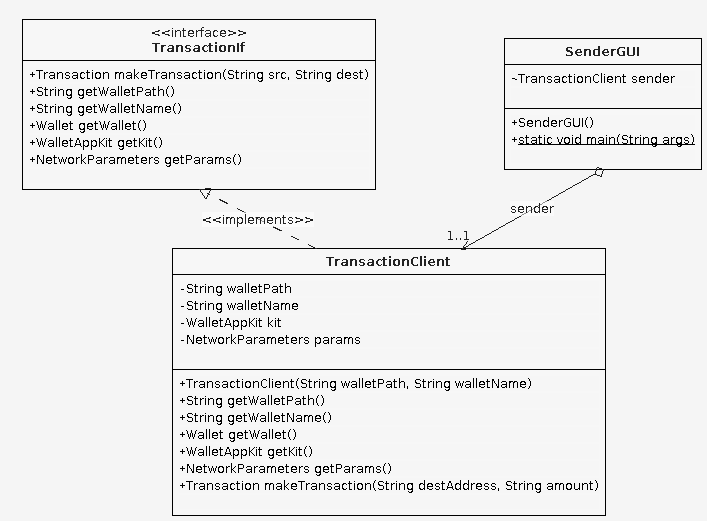 <<interface>>
TransactionIf
+Transaction makeTransaction(String src, String dest)
+String getWalletPath()
+String getWalletName()
+Wallet getWallet()
+WalletAppKit getKit()
+NetworkParameters getParams()
SenderGUI
~TransactionClient sender
+SenderGUI()
+static void main(String args)
<<implements>>
sender
1..1
TransactionClient
-String walletPath
-String walletName
-WalletAppKit kit
-NetworkParameters params
+TransactionClient(String walletPath, String walletName)
+String getWalletPath()
+String getWalletName()
+Wallet getWallet()
+WalletAppKit getKit()
+NetworkParameters getParams()
+Transaction makeTransaction(String destAddress, String amount)